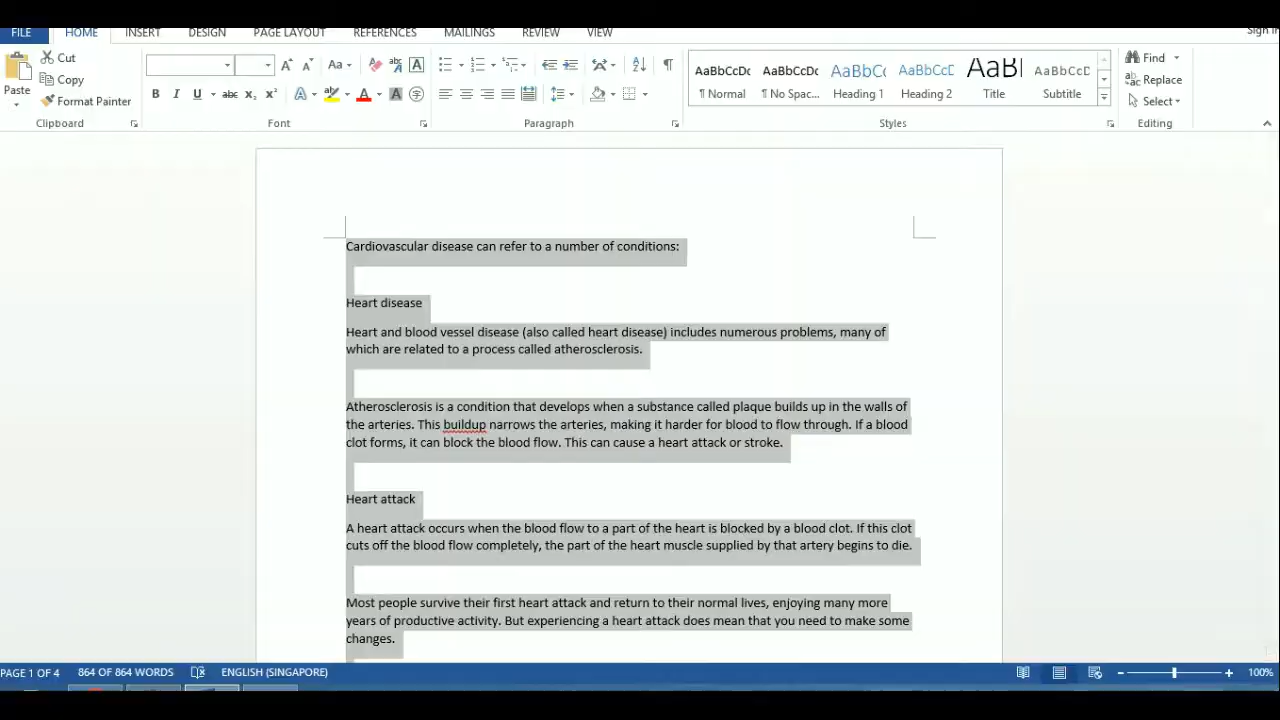 Sign in
FILE HOME INSERT DESIGN PAGE LAYOUT REFERENCES MAILINGS REVIEW VIEW
Cut
Copy
Format Painter
Paste
Clipboard
Aa
A
B I U abc X₂ X² A A A
Font
Paragraph
AaBbCcDc AaBbCcDc AaBbCc AaBbCcD AaBl AaBbCcD
¶ Normal ¶ No Spac... Heading 1 Heading 2 Title Subtitle
Styles
Find
Replace
Select
Editing
Cardiovascular disease can refer to a number of conditions:
Heart disease
Heart and blood vessel disease (also called heart disease) includes numerous problems, many of
which are related to a process called atherosclerosis.
Atherosclerosis is a condition that develops when a substance called plaque builds up in the walls of
the arteries. This buildup narrows the arteries, making it harder for blood to flow through. If a blood
clot forms, it can block the blood flow. This can cause a heart attack or stroke.
Heart attack
A heart attack occurs when the blood flow to a part of the heart is blocked by a blood clot. If this clot
cuts off the blood flow completely, the part of the heart muscle supplied by that artery begins to die.
Most people survive their first heart attack and return to their normal lives, enjoying many more
years of productive activity. But experiencing a heart attack does mean that you need to make some
changes.
PAGE 1 OF 4 864 OF 864 WORDS ENGLISH (SINGAPORE) 100%